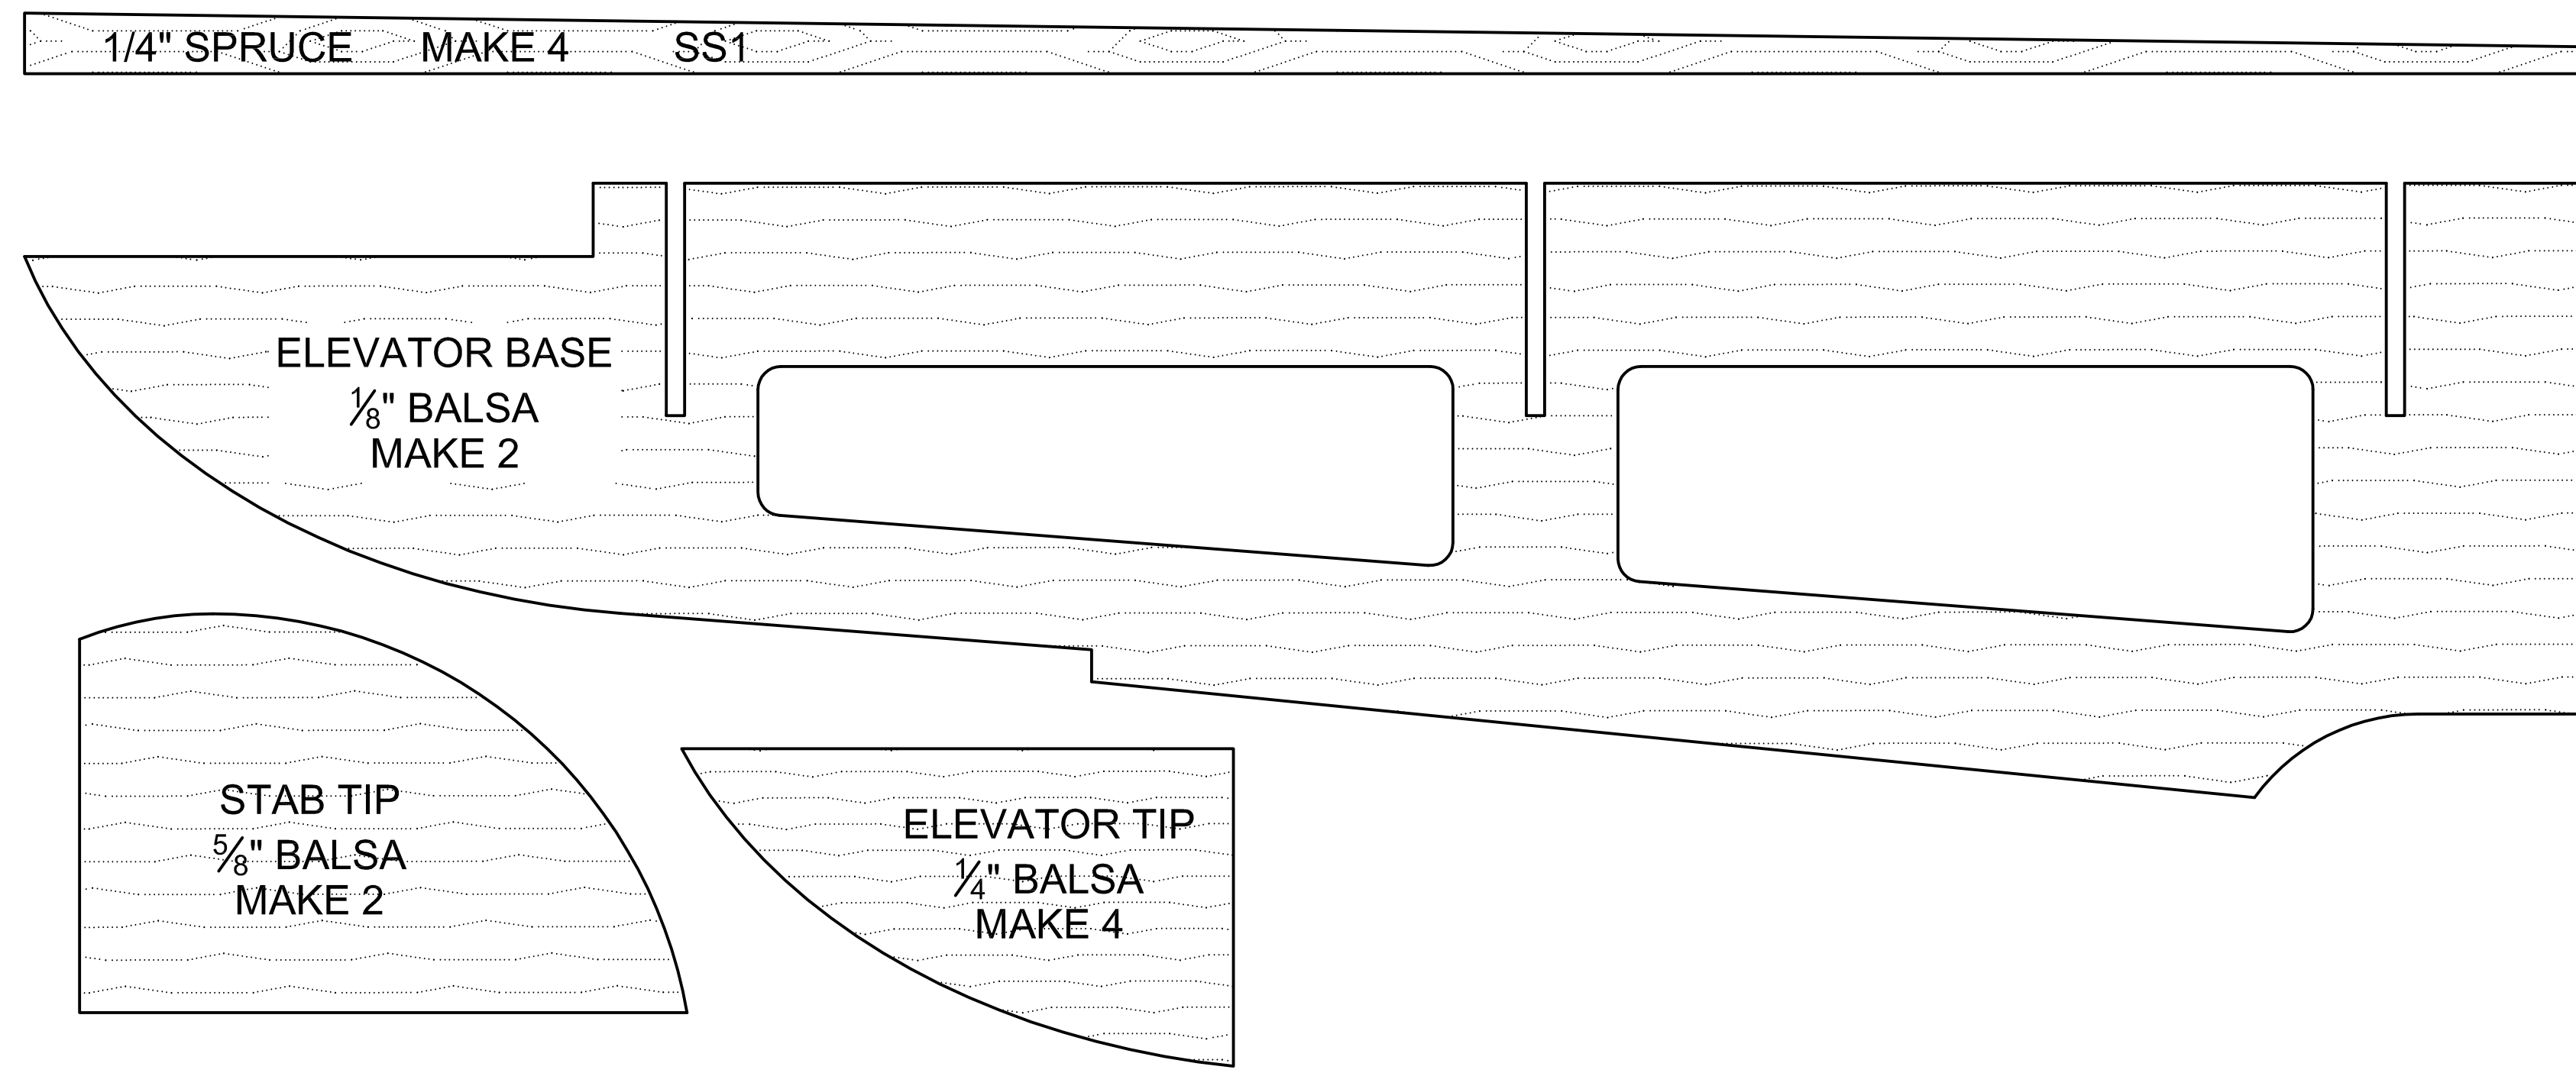 1/4" SPRUCE MAKE 4 SS1
ELEVATOR BASE
⅛" BALSA
MAKE 2
STAB TIP
⅝" BALSA
MAKE 2
ELEVATOR TIP
¼" BALSA
MAKE 4